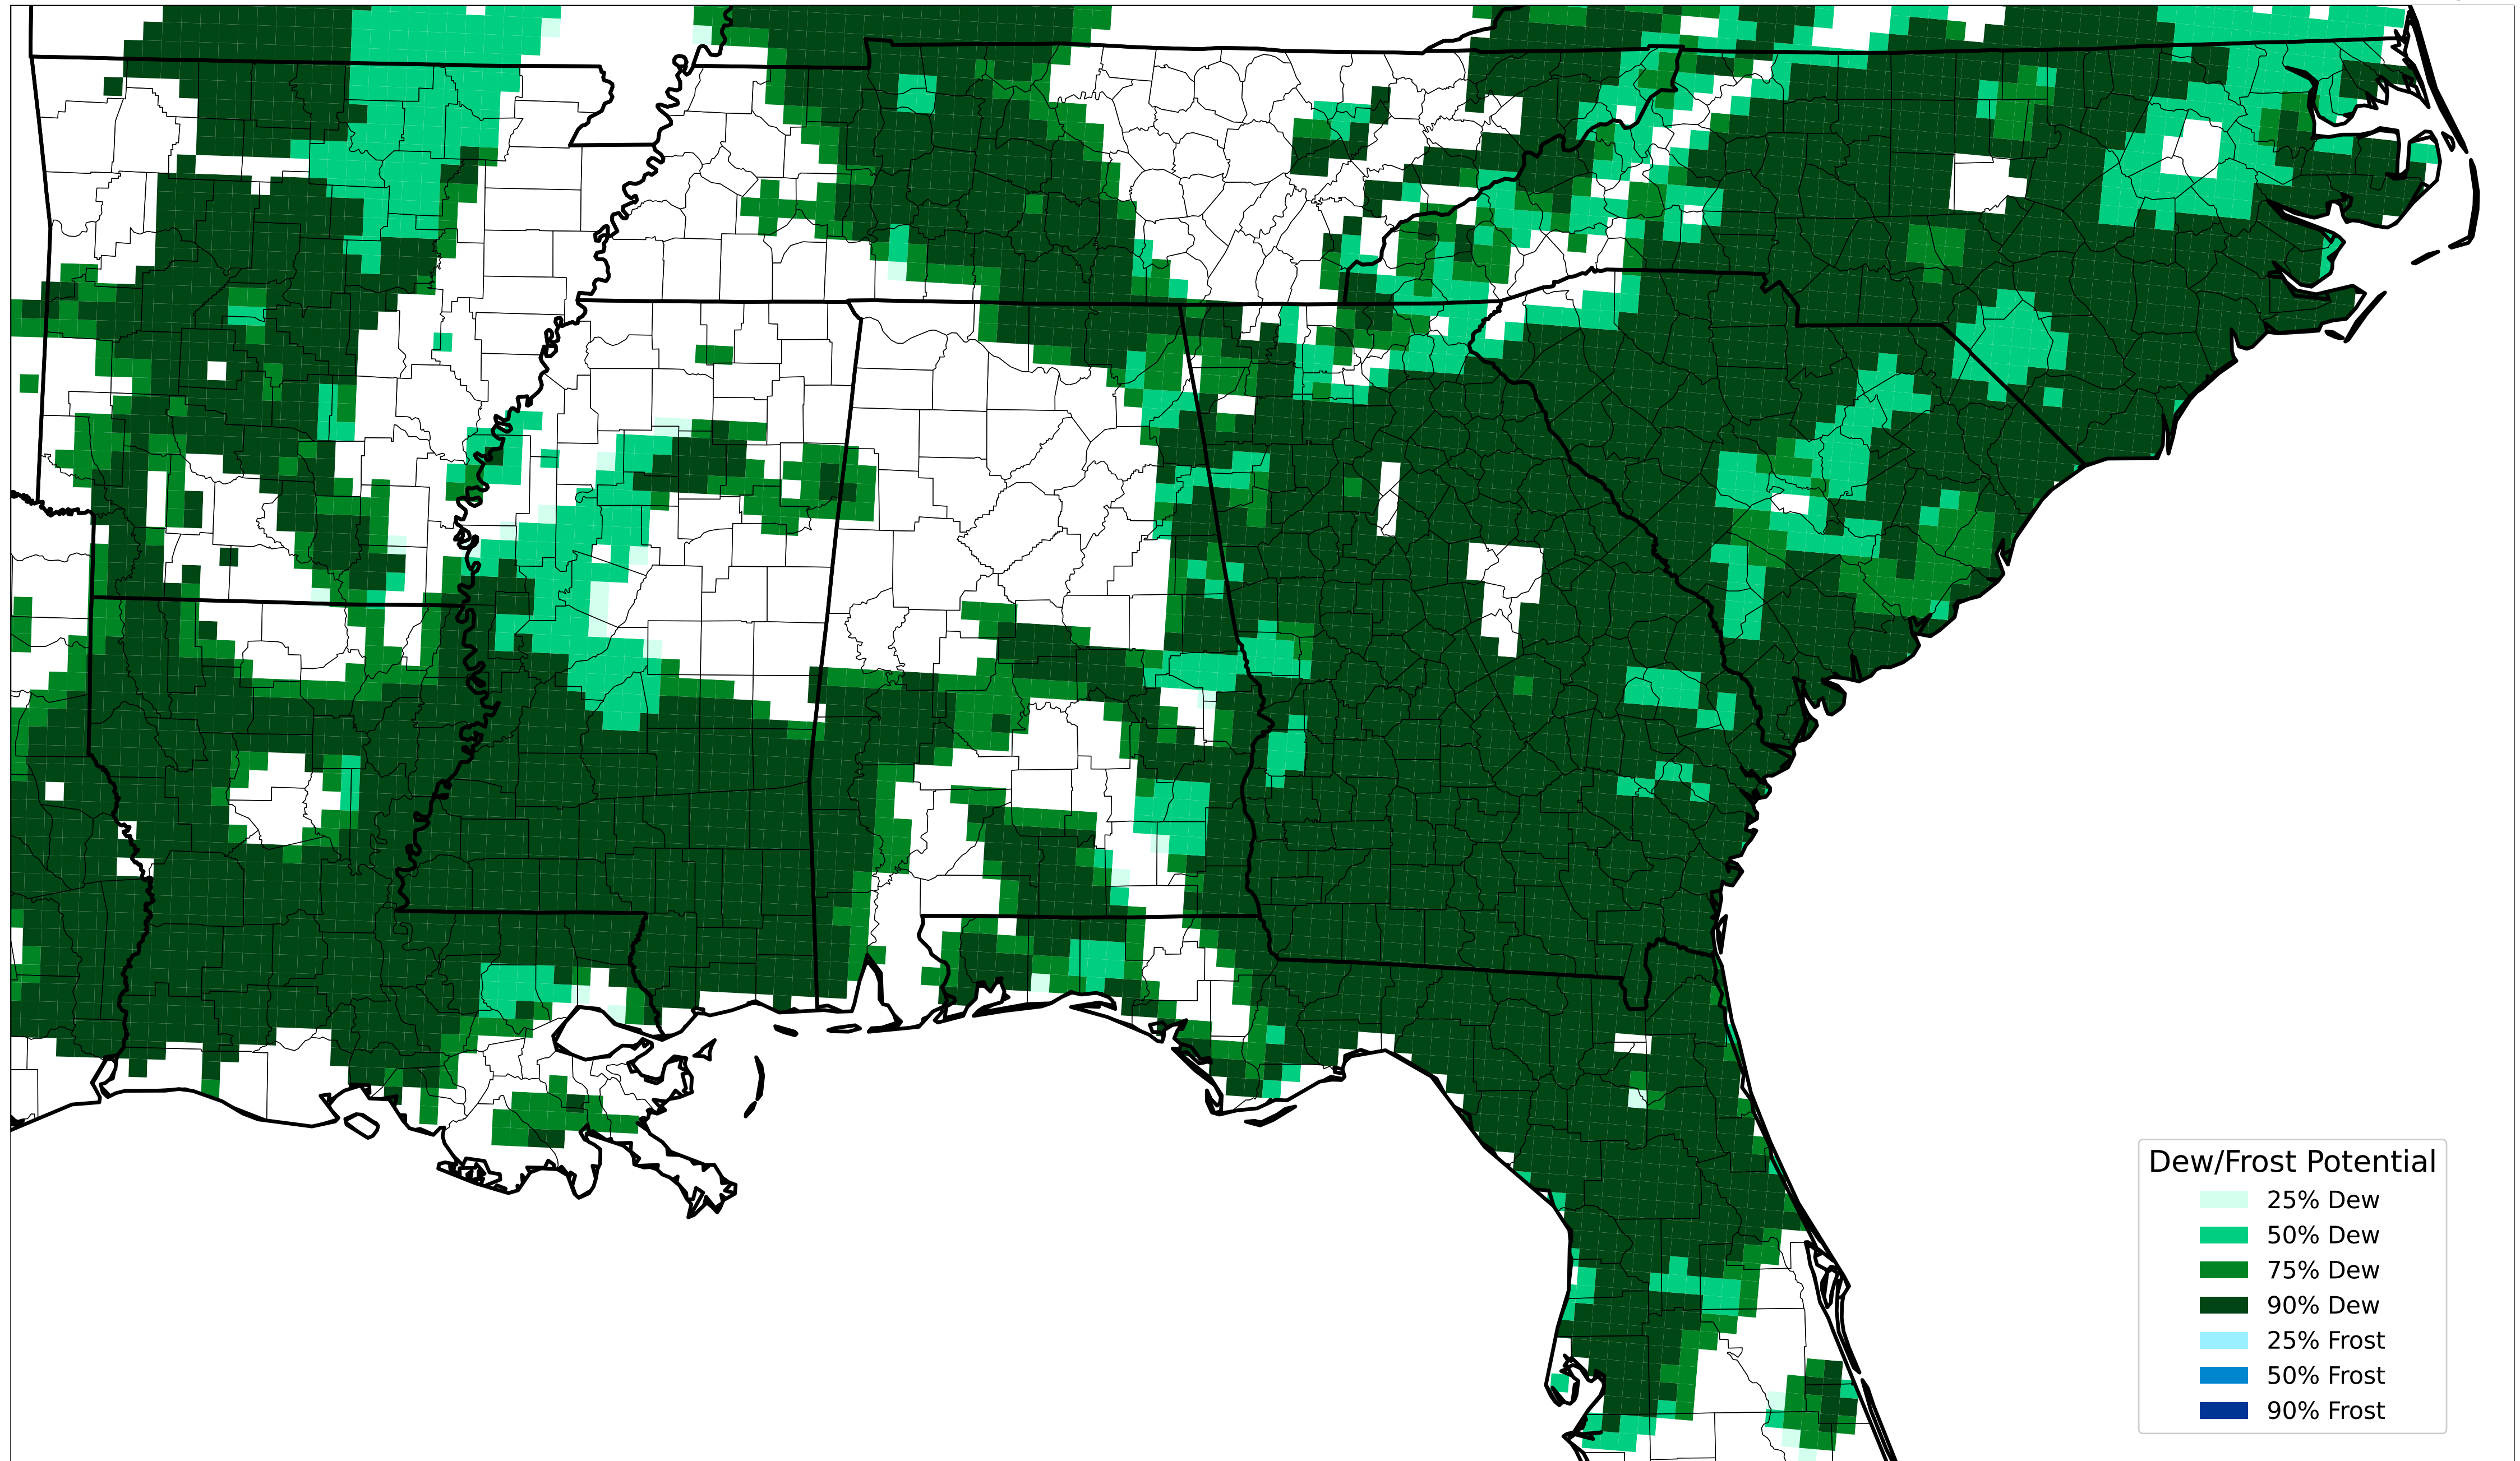 Dew/Frost Potential
25% Dew
50% Dew
75% Dew
90% Dew
25% Frost
50% Frost
90% Frost